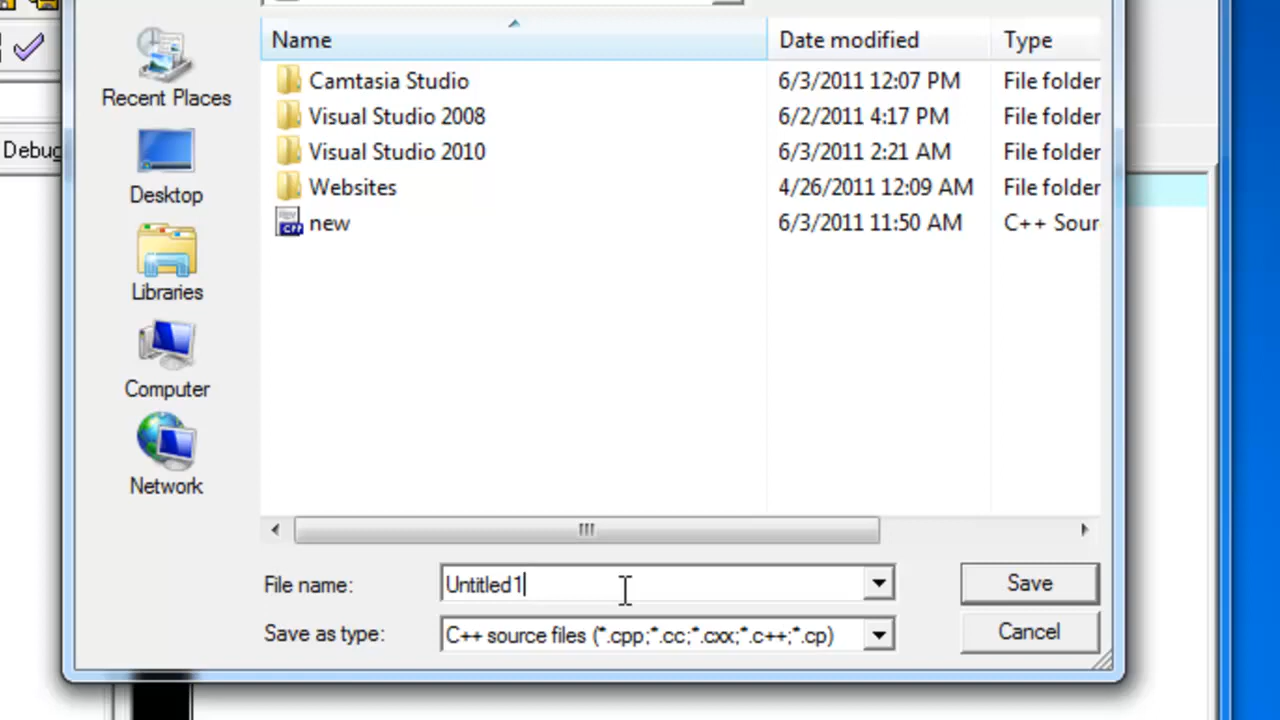 Name Date modified Type
Recent Places
Camtasia Studio 6/3/2011 12:07 PM File folder
Visual Studio 2008 6/2/2011 4:17 PM File folder
Debug
Visual Studio 2010 6/3/2011 2:21 AM File folder
Desktop
Websites 4/26/2011 12:09 AM File folder
new 6/3/2011 11:50 AM C++ Sour
CPP
Libraries
Computer
Network
File name: Untitled1 Save
Save as type: C++ source files (*.cpp;*.cc;*.cxx;*.c++;*.cp) Cancel